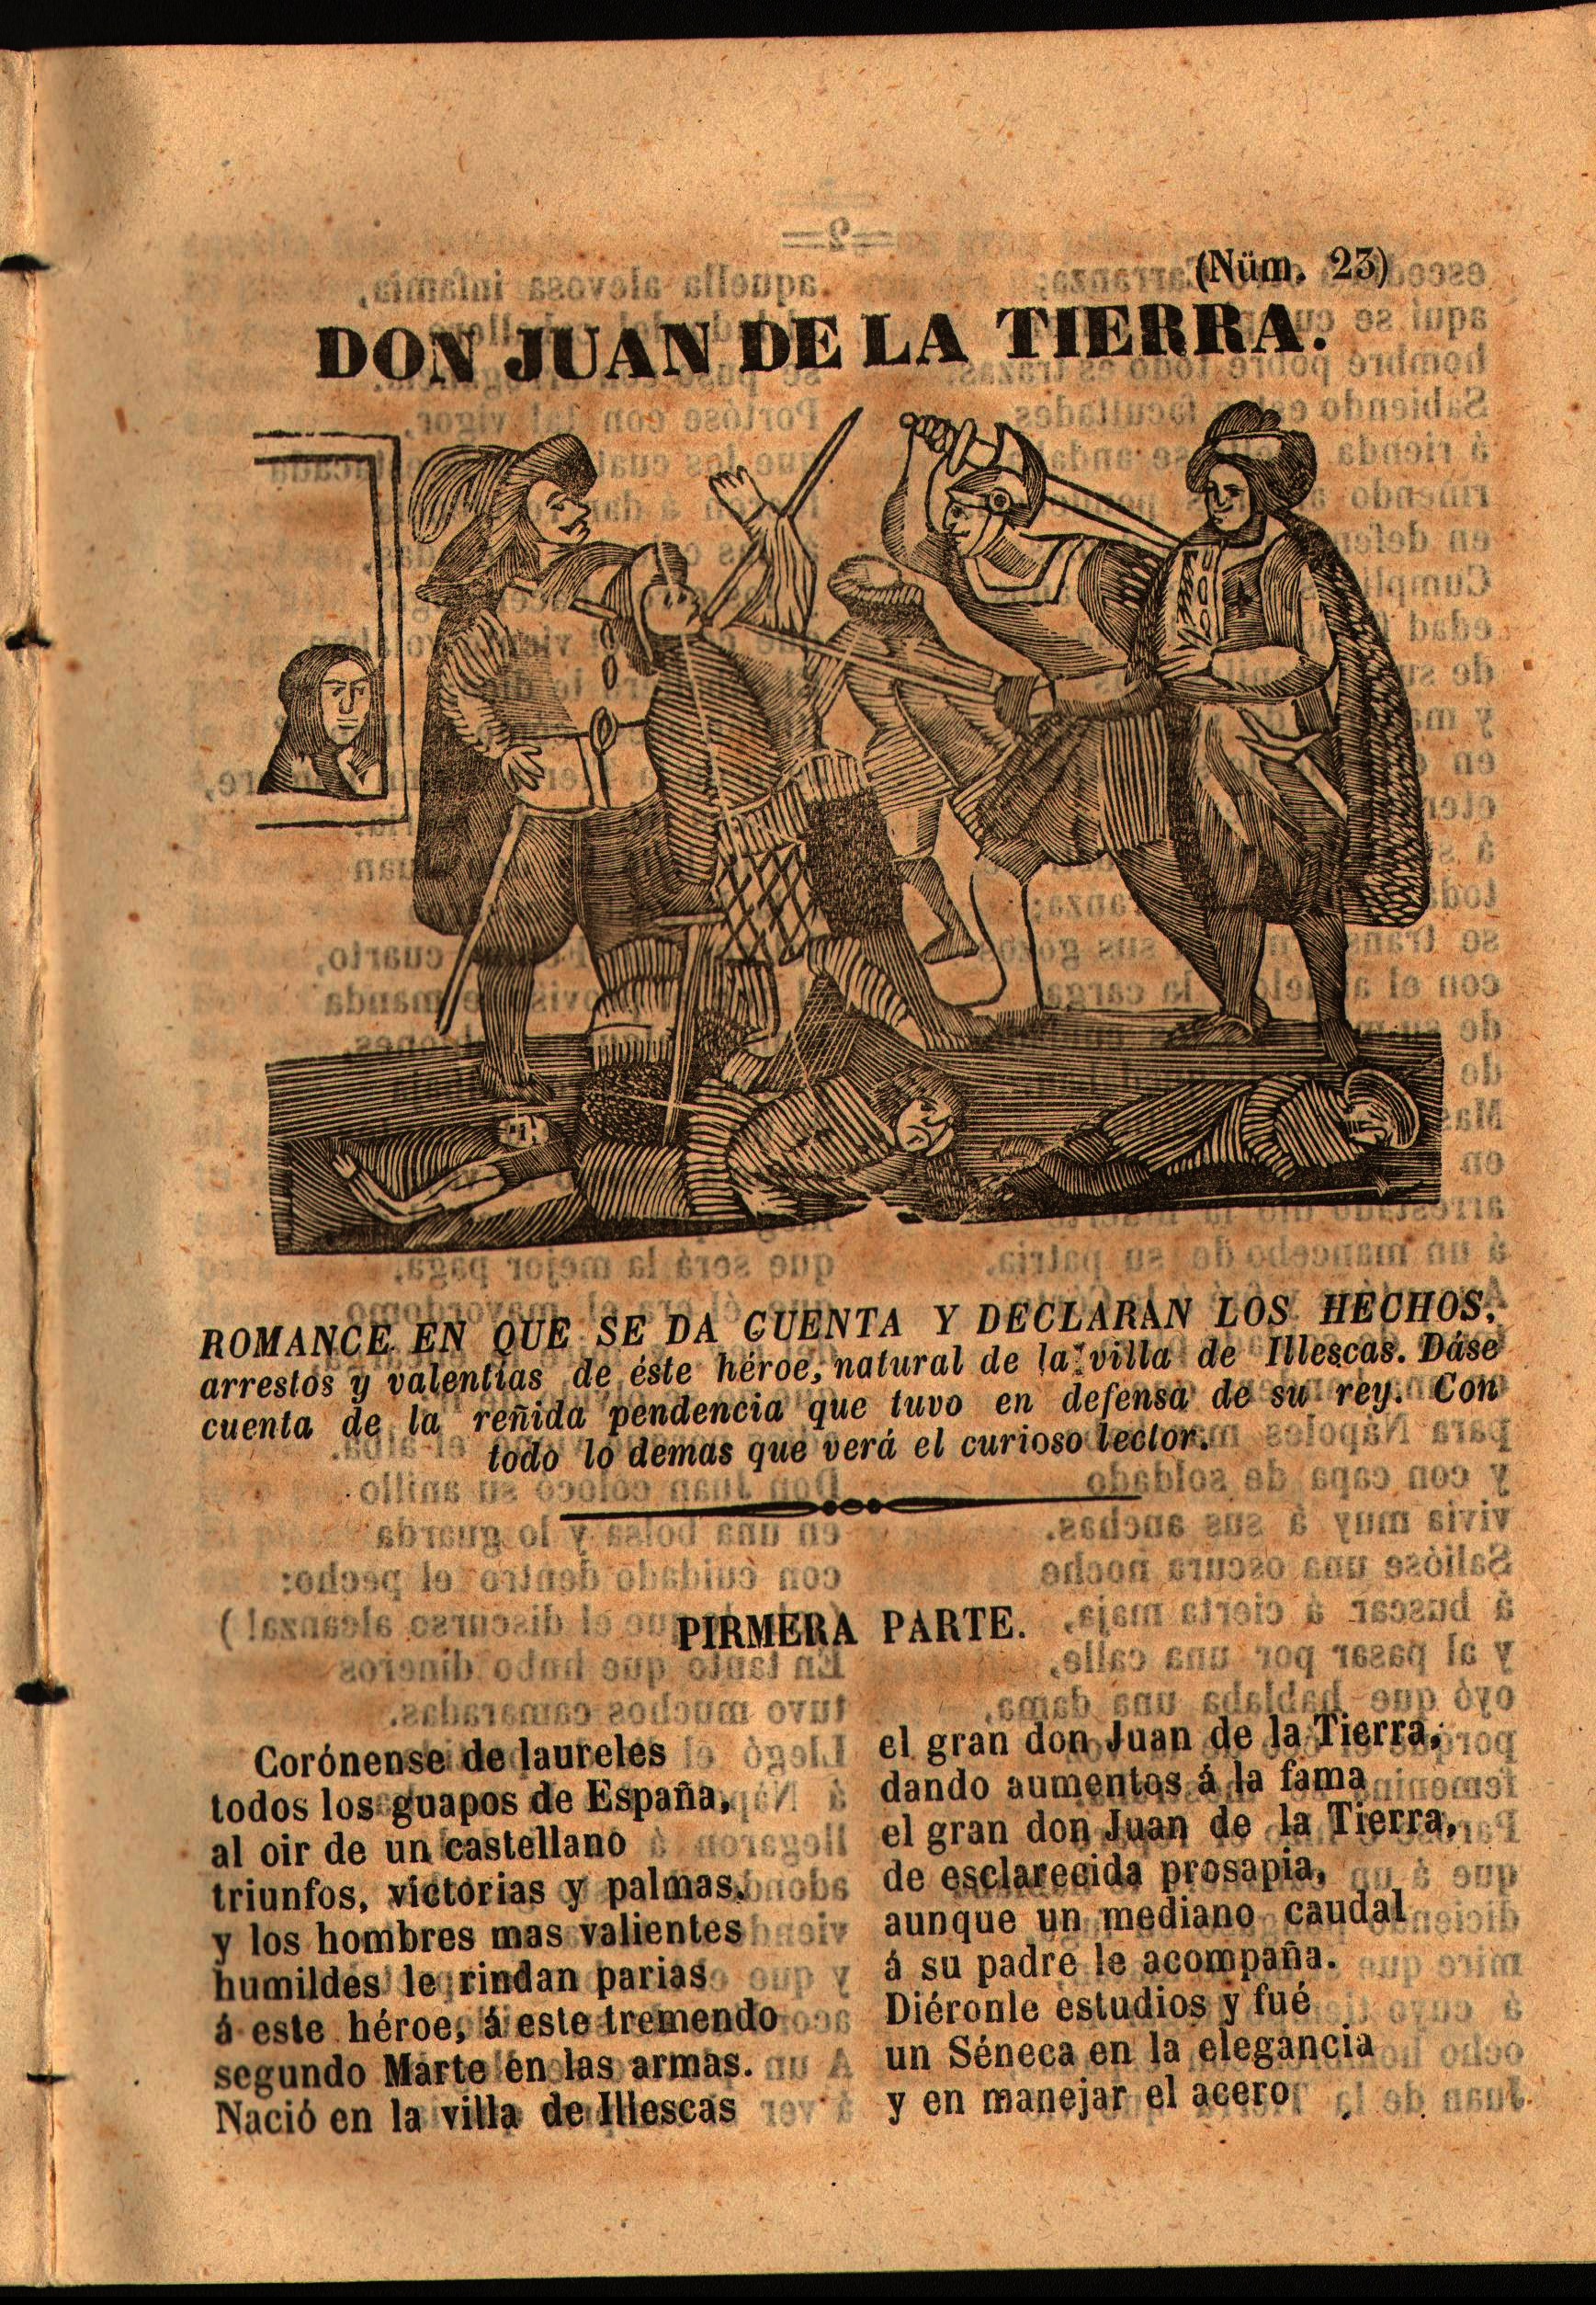 (Núm. 23)
DON JUAN DE LA TIERRA.
ROMANCE EN QUE SE DA CUENTA Y DECLARAN LOS HECHOS,
arrestos y valentías de éste héroe, natural de la villa de Illescas. Dáse
cuenta de la reñida pendencia que tuvo en defensa de su rey. Con
todo lo demas que verá el curioso lector.
PIRMERA PARTE.
Corónense de laureles
todos los guapos de España,
al oir de un castellano
triunfos, victorias y palmas,
y los hombres mas valientes
humildes le rindan parias
á este héroe, á este tremendo
segundo Marte en las armas.
Nació en la villa de Illescas
el gran don Juan de la Tierra,
dando aumentos á la fama
el gran don Juan de la Tierra,
de esclarecida prosapia,
aunque un mediano caudal
á su padre le acompaña.
Diéronle estudios y fué
un Séneca en la elegancia
y en manejar el acero